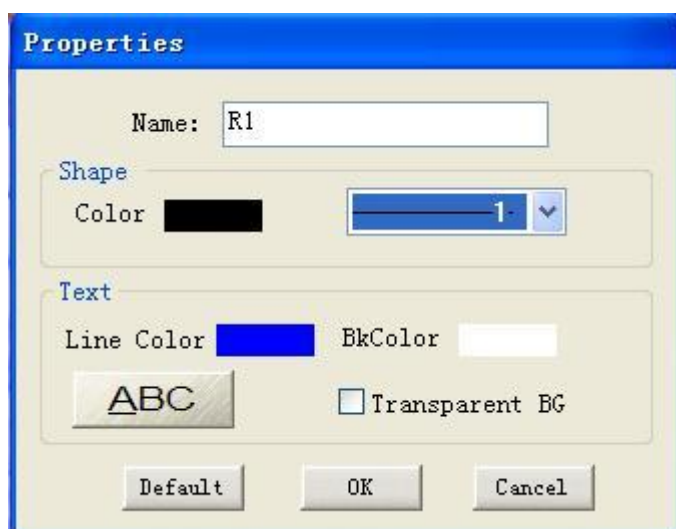 Properties
Name: R1
Shape
Color 1
Text
Line Color BkColor
ABC Transparent BG
Default OK Cancel